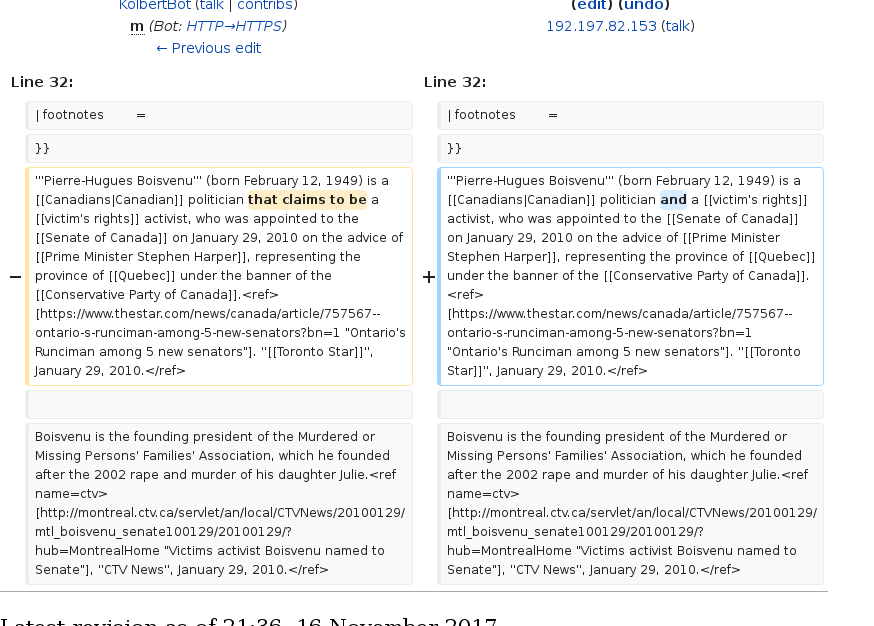 KolbertBot (talk | contribs)
m (Bot: HTTP→HTTPS)
← Previous edit
(edit) (undo)
192.197.82.153 (talk)
Line 32:
| footnotes =
}}
− '''Pierre-Hugues Boisvenu''' (born February 12, 1949) is a
[[Canadians|Canadian]] politician that claims to be a
[[victim's rights]] activist, who was appointed to the
[[Senate of Canada]] on January 29, 2010 on the advice of
[[Prime Minister Stephen Harper]], representing the
province of [[Quebec]] under the banner of the
[[Conservative Party of Canada]].<ref>
[https://www.thestar.com/news/canada/article/757567--
ontario-s-runciman-among-5-new-senators?bn=1 "Ontario's
Runciman among 5 new senators"]. ''[[Toronto Star]]'',
January 29, 2010.</ref>
Boisvenu is the founding president of the Murdered or
Missing Persons' Families' Association, which he founded
after the 2002 rape and murder of his daughter Julie.<ref
name=ctv>
[http://montreal.ctv.ca/servlet/an/local/CTVNews/20100129/
mtl_boisvenu_senate100129/20100129/?
hub=MontrealHome "Victims activist Boisvenu named to
Senate"], ''CTV News'', January 29, 2010.</ref>
Line 32:
| footnotes =
}}
+ '''Pierre-Hugues Boisvenu''' (born February 12, 1949) is a
[[Canadians|Canadian]] politician and a [[victim's rights]]
activist, who was appointed to the [[Senate of Canada]]
on January 29, 2010 on the advice of [[Prime Minister
Stephen Harper]], representing the province of [[Quebec]]
under the banner of the [[Conservative Party of Canada]].
<ref>
[https://www.thestar.com/news/canada/article/757567--
ontario-s-runciman-among-5-new-senators?bn=1
"Ontario's Runciman among 5 new senators"]. ''[[Toronto
Star]]'', January 29, 2010.</ref>
Boisvenu is the founding president of the Murdered or
Missing Persons' Families' Association, which he founded
after the 2002 rape and murder of his daughter Julie.<ref
name=ctv>
[http://montreal.ctv.ca/servlet/an/local/CTVNews/20100129/
mtl_boisvenu_senate100129/20100129/?
hub=MontrealHome "Victims activist Boisvenu named to
Senate"], ''CTV News'', January 29, 2010.</ref>
Latest revision as of 21:36, 16 November 2017